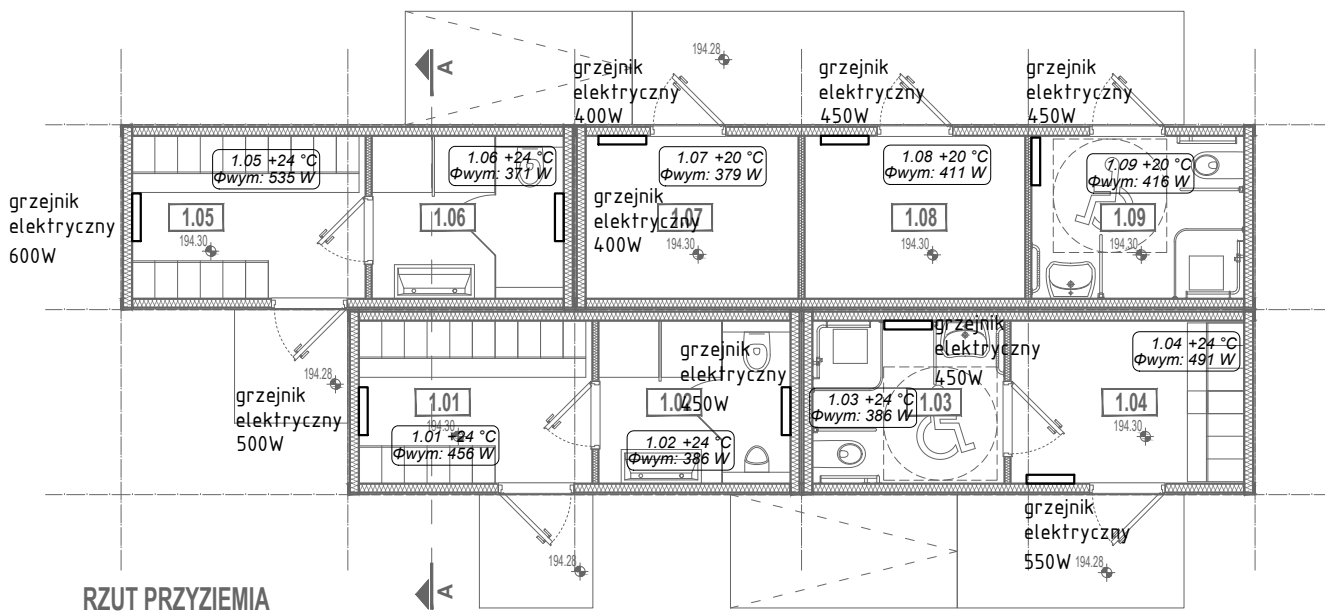 194.28
A
grzejnik
elektryczny
400W
grzejnik
elektryczny
450W
grzejnik
elektryczny
450W
1.05 +24 °C
Φwym: 535 W
1.06 +24 °C
Φwym: 371 W
1.07 +20 °C
Φwym: 379 W
1.08 +20 °C
Φwym: 411 W
1.09 +20 °C
Φwym: 416 W
grzejnik
elektryczny
600W
1.05
194.30
1.06
grzejnik
elektryczny
400W
1.07
194.30
1.08
194.30
1.09
194.30
grzejnik
elektryczny
500W
194.28
1.01
194.30
1.01 +24 °C
Φwym: 456 W
grzejnik
elektryczny
450W
1.02
1.02 +24 °C
Φwym: 386 W
grzejnik
elektryczny
450W
1.03 +24 °C
Φwym: 386 W
1.03
1.04 +24 °C
Φwym: 491 W
1.04
194.30
grzejnik
elektryczny
550W
194.28
194.28
A
RZUT PRZYZIEMIA